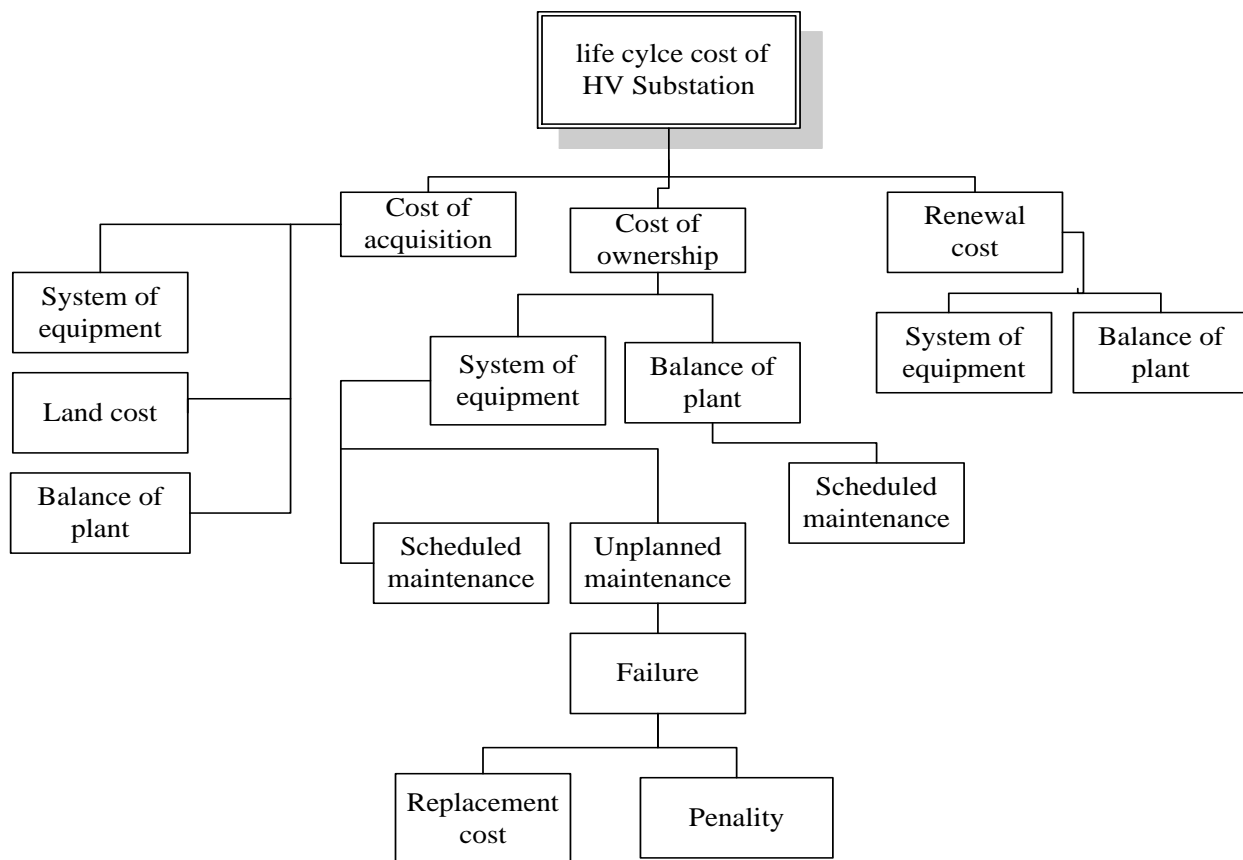 life cylce cost of
HV Substation
Cost of
acquisition
Cost of
ownership
Renewal
cost
System of
equipment
Land cost
Balance of
plant
System of
equipment
Balance of
plant
System of
equipment
Balance of
plant
Scheduled
maintenance
Scheduled
maintenance
Unplanned
maintenance
Failure
Replacement
cost
Penality